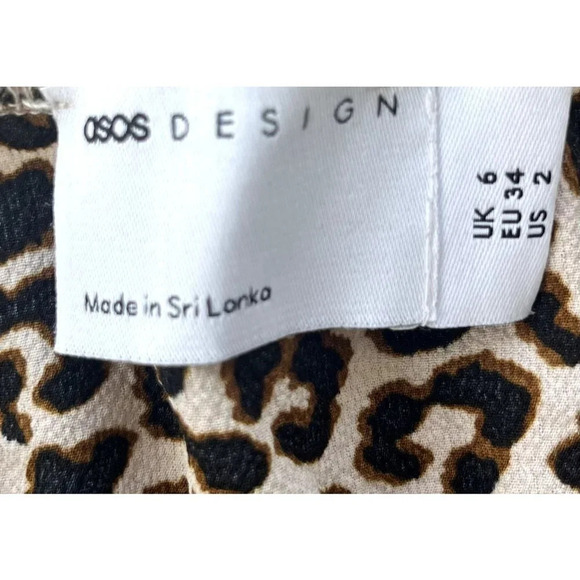 asos DESIGN
Made in Sri Lanka
UK 6
EU 34
US 2